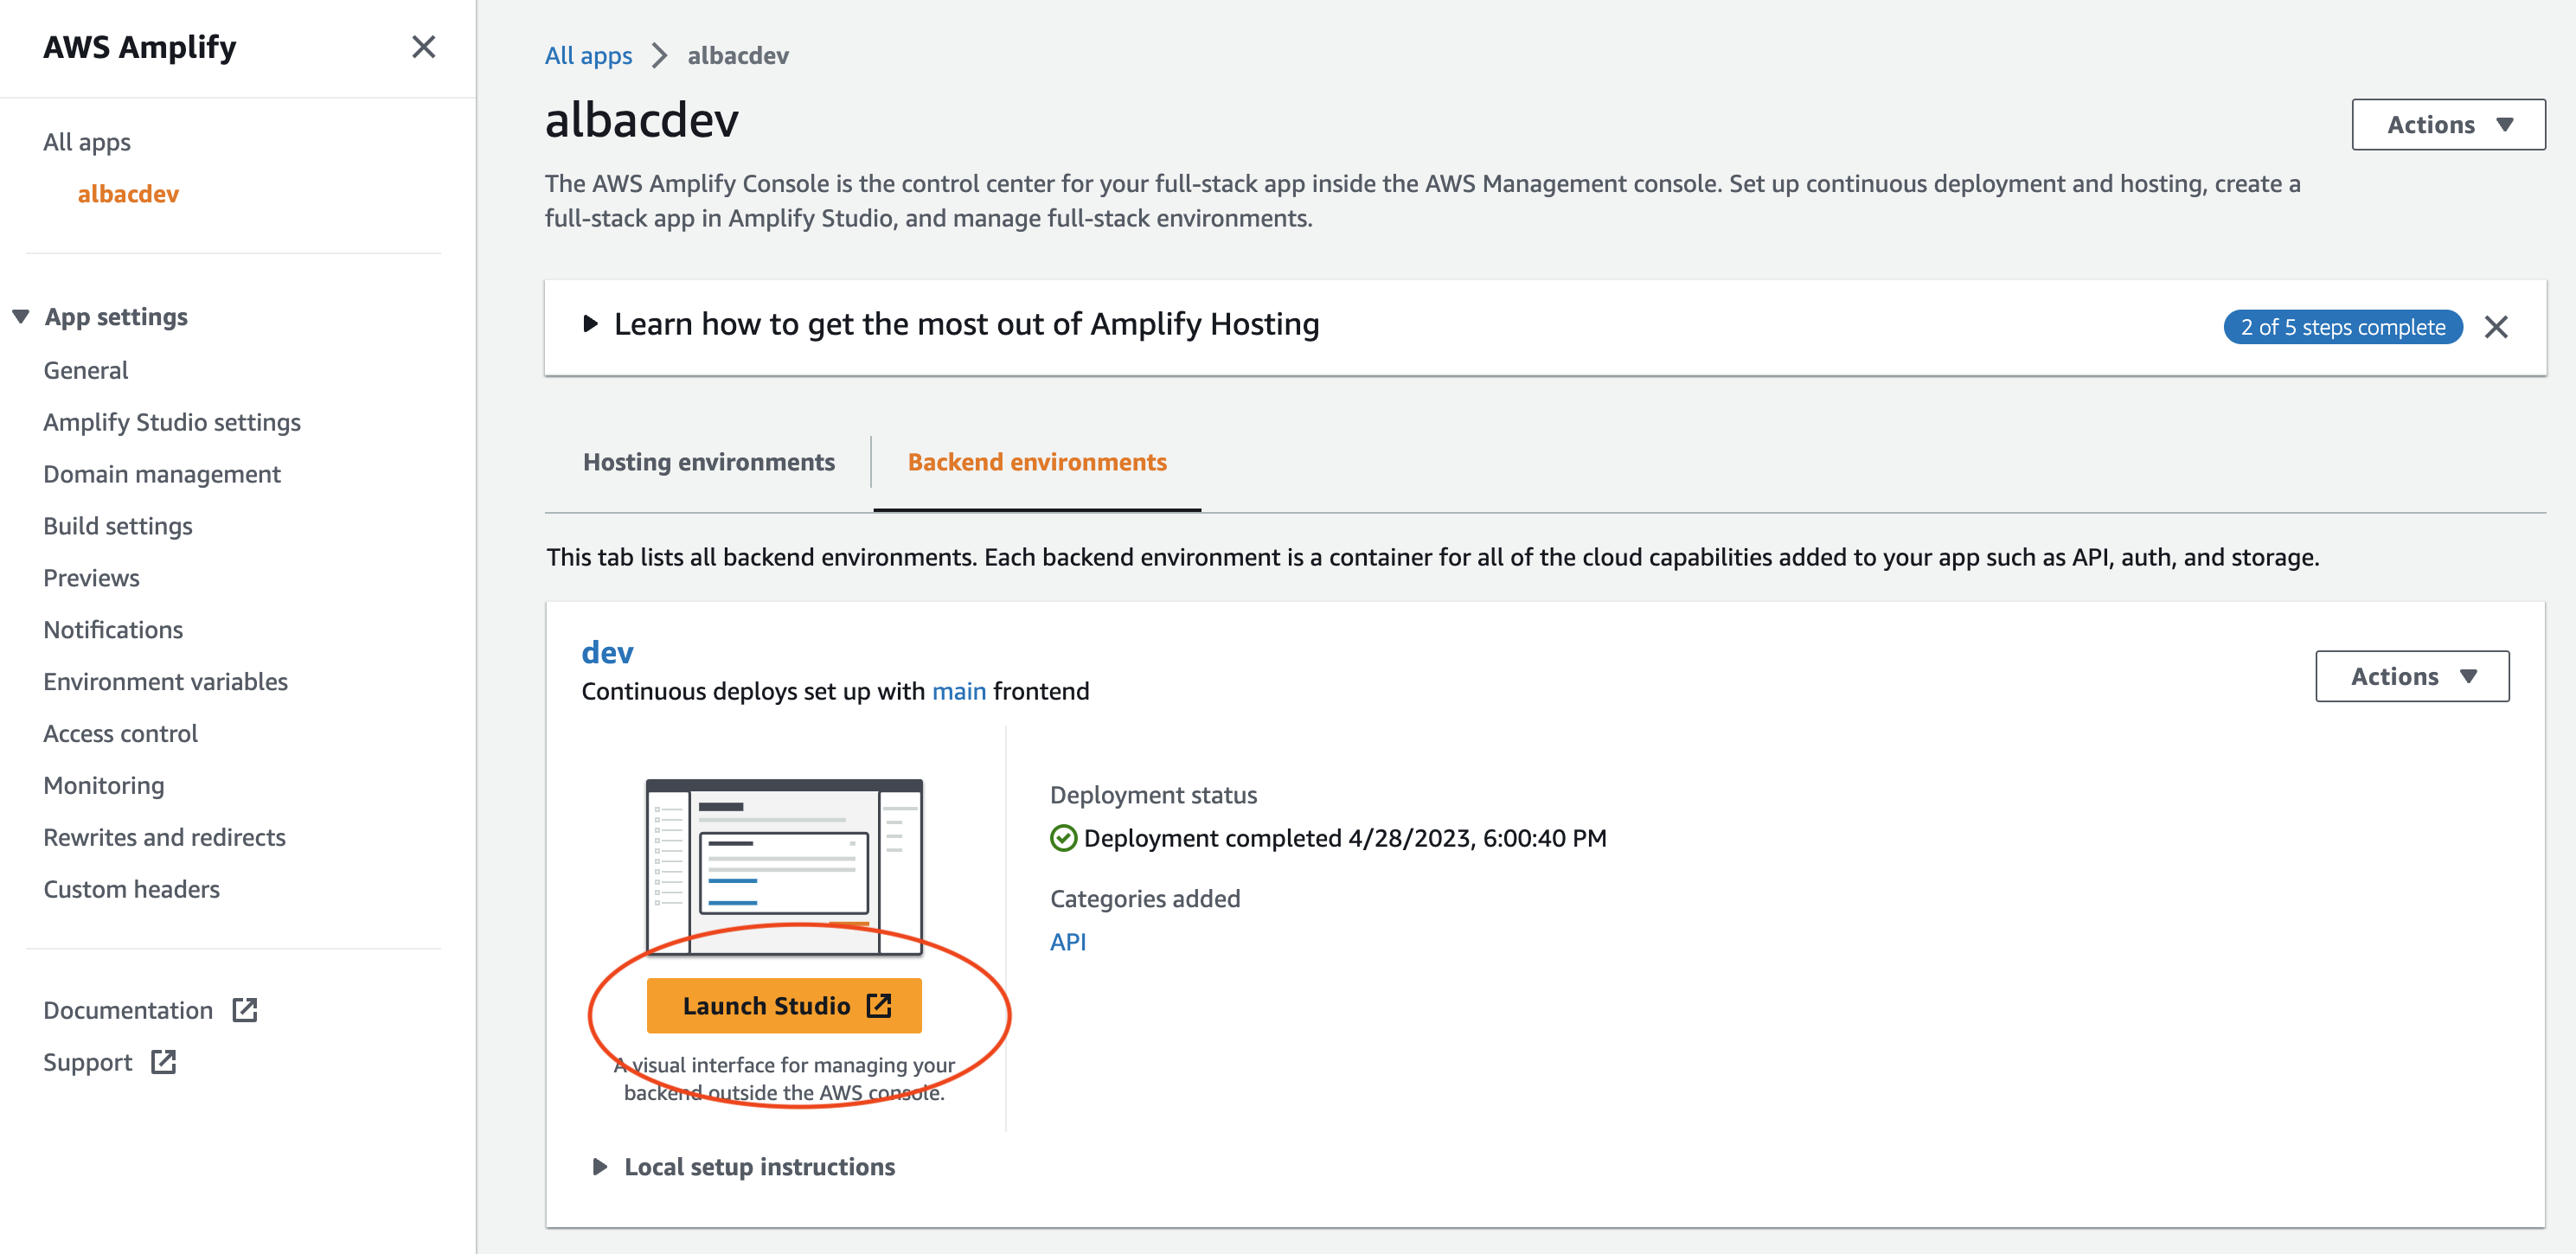 AWS Amplify
All apps
albacdev
App settings
General
Amplify Studio settings
Domain management
Build settings
Previews
Notifications
Environment variables
Access control
Monitoring
Rewrites and redirects
Custom headers
Documentation
Support
All apps albacdev
albacdev
Actions
The AWS Amplify Console is the control center for your full-stack app inside the AWS Management console. Set up continuous deployment and hosting, create a
full-stack app in Amplify Studio, and manage full-stack environments.
Learn how to get the most out of Amplify Hosting
2 of 5 steps complete
Hosting environments
Backend environments
This tab lists all backend environments. Each backend environment is a container for all of the cloud capabilities added to your app such as API, auth, and storage.
dev
Continuous deploys set up with main frontend
Actions
Launch Studio
A visual interface for managing your
backend outside the AWS console.
Deployment status
Deployment completed 4/28/2023, 6:00:40 PM
Categories added
API
Local setup instructions